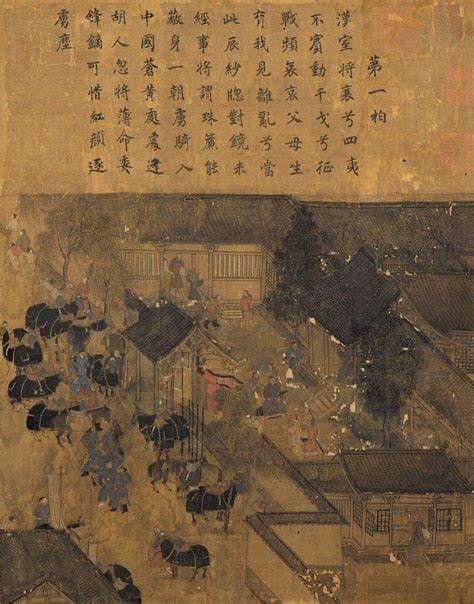 第一拍
漢室將衰兮四夷
不賓動干戈兮征
戰頻哀哀父母生
育我見離亂兮當
此辰紗牕對鏡未
經事將謂珠簾能
蔽身一朝虜騎入
中國蒼黃處處逢
胡人忽將薄命委
鋒鏑可惜紅顏逐
虜塵